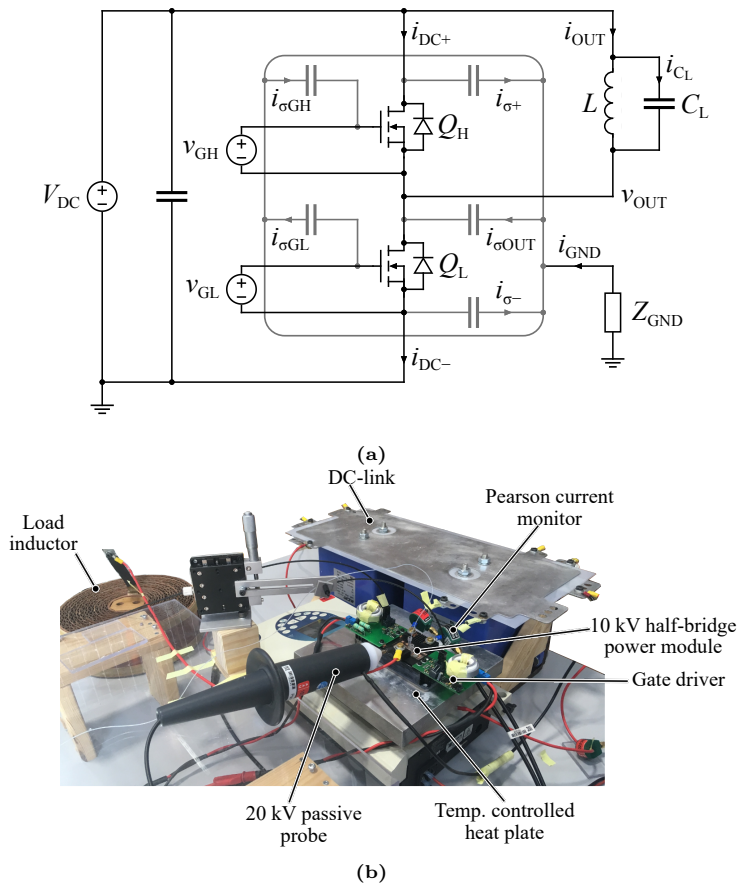 i_DC+
i_OUT
i_C_L
i_σGH
i_σ+
L
C_L
v_GH
Q_H
V_DC
v_OUT
i_σGL
i_σOUT
i_GND
v_GL
Q_L
i_σ−
Z_GND
i_DC−
(a)
DC-link
Pearson current
monitor
Load
inductor
10 kV half-bridge
power module
Gate driver
20 kV passive
probe
Temp. controlled
heat plate
(b)